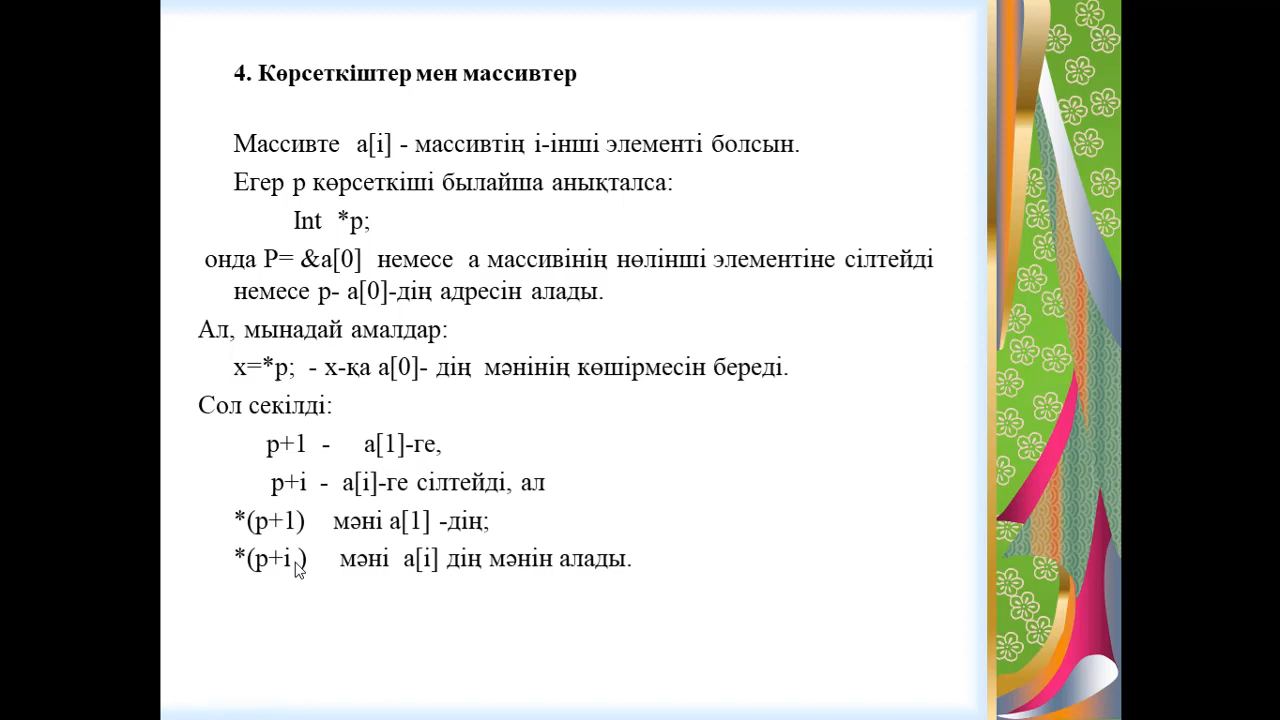 4. Көрсеткіштер мен массивтер
Массивте a[i] - массивтің і-інші элементі болсын.
Егер р көрсеткіші былайша анықталса:
Int *p;
онда P= &a[0] немесе а массивінің нөлінші элементіне сілтейді
немесе р- a[0]-дің адресін алады.
Ал, мынадай амалдар:
x=*p; - x-қа a[0]- дің мәнінің көшірмесін береді.
Сол секілді:
p+1 - a[1]-ге,
p+i - a[i]-ге сілтейді, ал
*(p+1) мәні a[1] -дің;
*(p+i ) мәні a[i] дің мәнін алады.